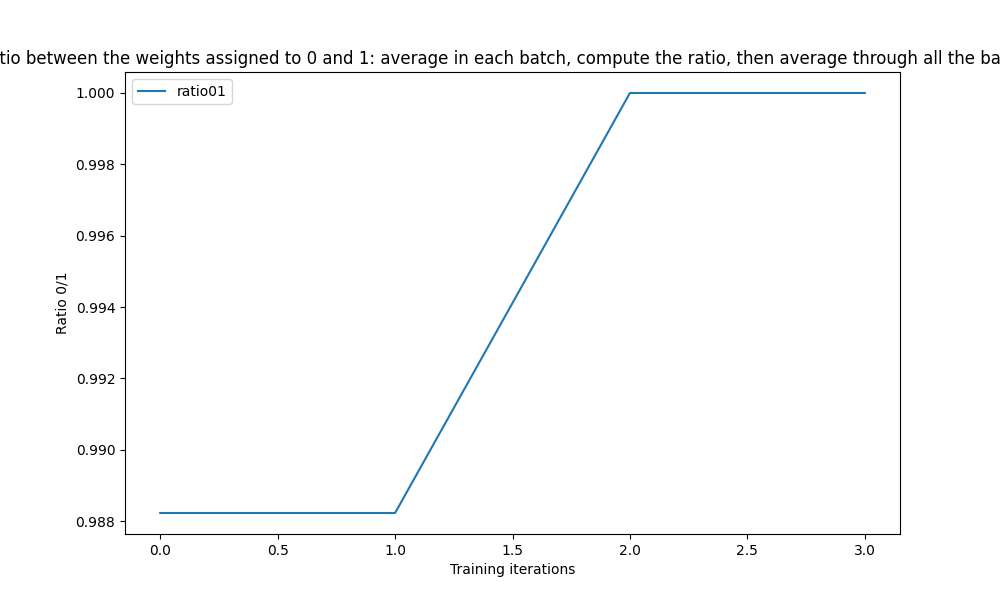 tio between the weights assigned to 0 and 1: average in each batch, compute the ratio, then average through all the ba
ratio01
1.000
0.998
0.996
0.994
0.992
0.990
0.988
Ratio 0/1
0.0 0.5 1.0 1.5 2.0 2.5 3.0
Training iterations